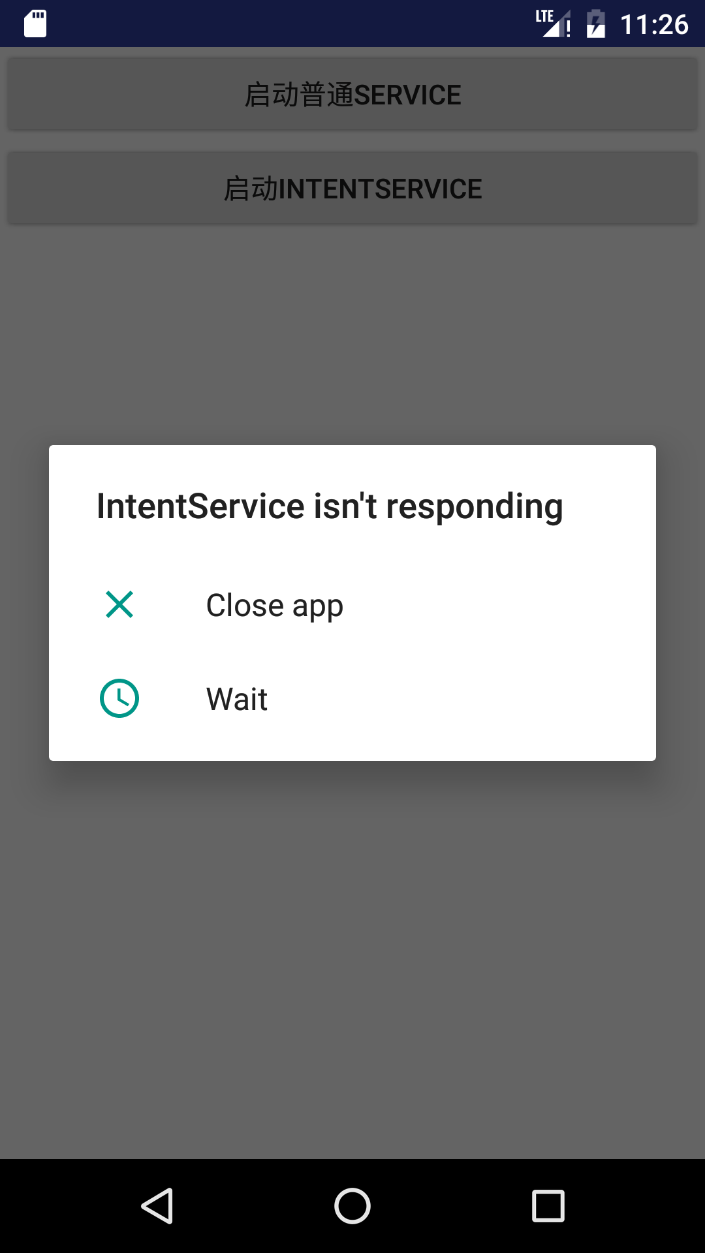 LTE 11:26
启动普通SERVICE
启动INTENTSERVICE
IntentService isn't responding
Close app
Wait